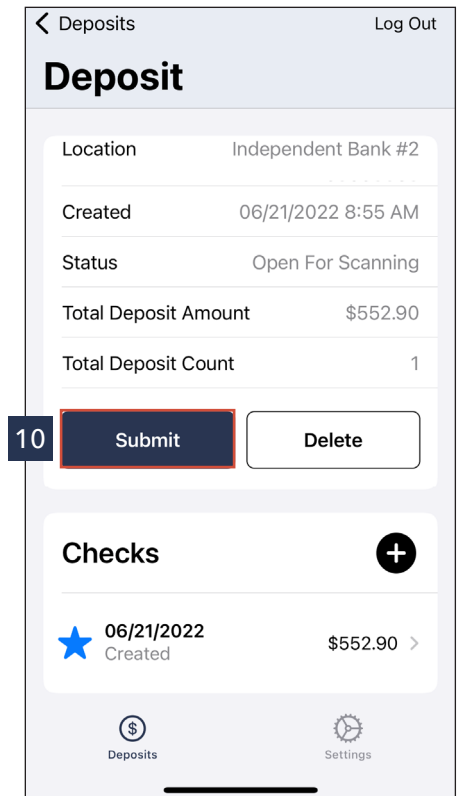 Deposits Log Out
Deposit
Location Independent Bank #2
Created 06/21/2022 8:55 AM
Status Open For Scanning
Total Deposit Amount $552.90
Total Deposit Count 1
10 Submit Delete
Checks
06/21/2022
Created $552.90
Deposits Settings